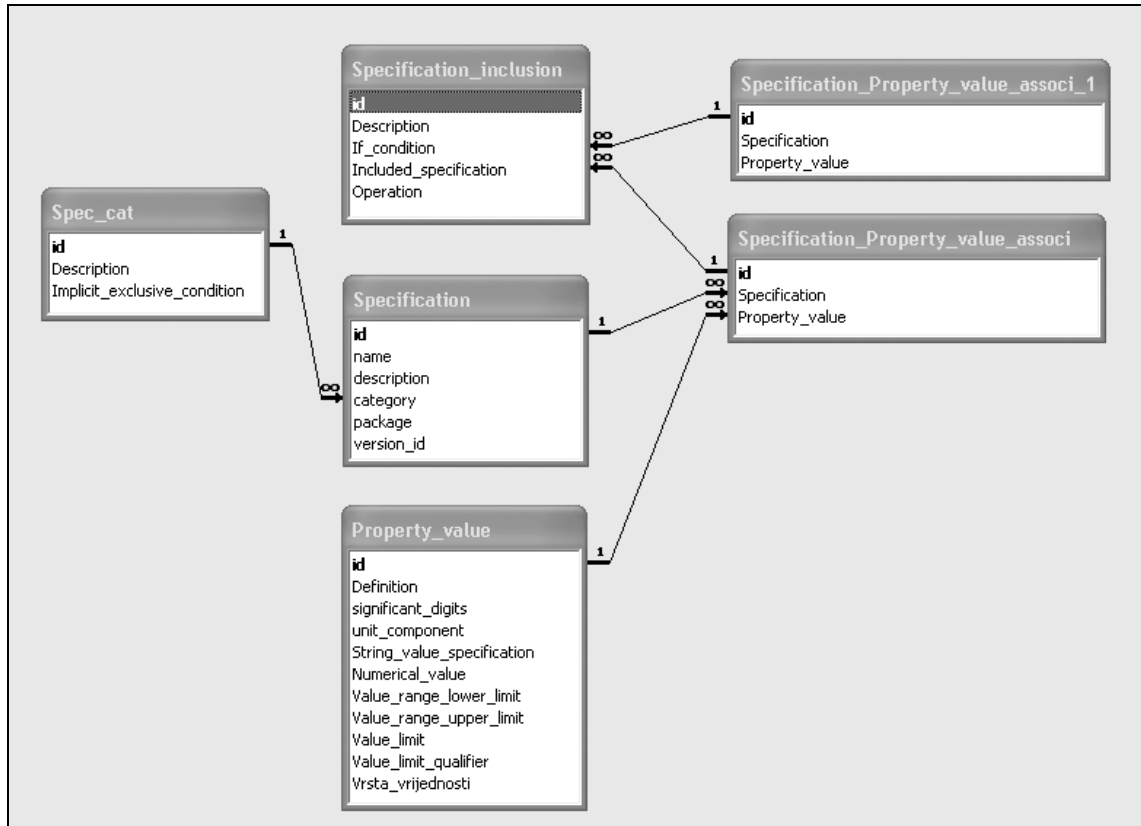 Specification_inclusion
id
Description
If_condition
Included_specification
Operation
Specification_Property_value_associ_1
id
Specification
Property_value
Spec_cat
id
Description
Implicit_exclusive_condition
Specification_Property_value_associ
id
Specification
Property_value
Specification
id
name
description
category
package
version_id
Property_value
id
Definition
significant_digits
unit_component
String_value_specification
Numerical_value
Value_range_lower_limit
Value_range_upper_limit
Value_limit
Value_limit_qualifier
Vrsta_vrijednosti
1
∞
∞
1
1
∞
1
∞
∞
1